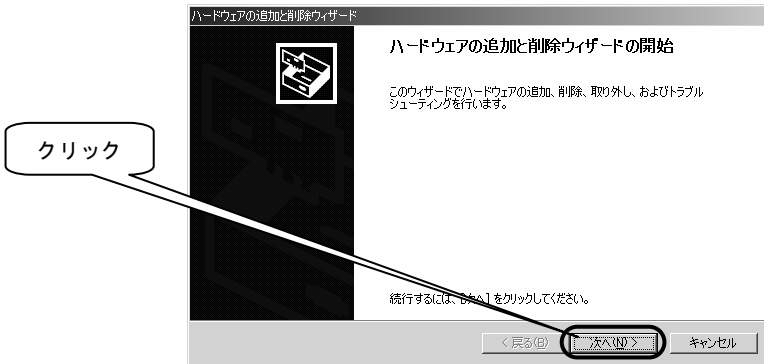 ハードウェアの追加と削除ウィザード
ハードウェアの追加と削除ウィザードの開始
このウィザードでハードウェアの追加、削除、取り外し、およびトラブル
シューティングを行います。
クリック
続行するには、[次へ] をクリックしてください。
< 戻る(B)
次へ(N) >
キャンセル